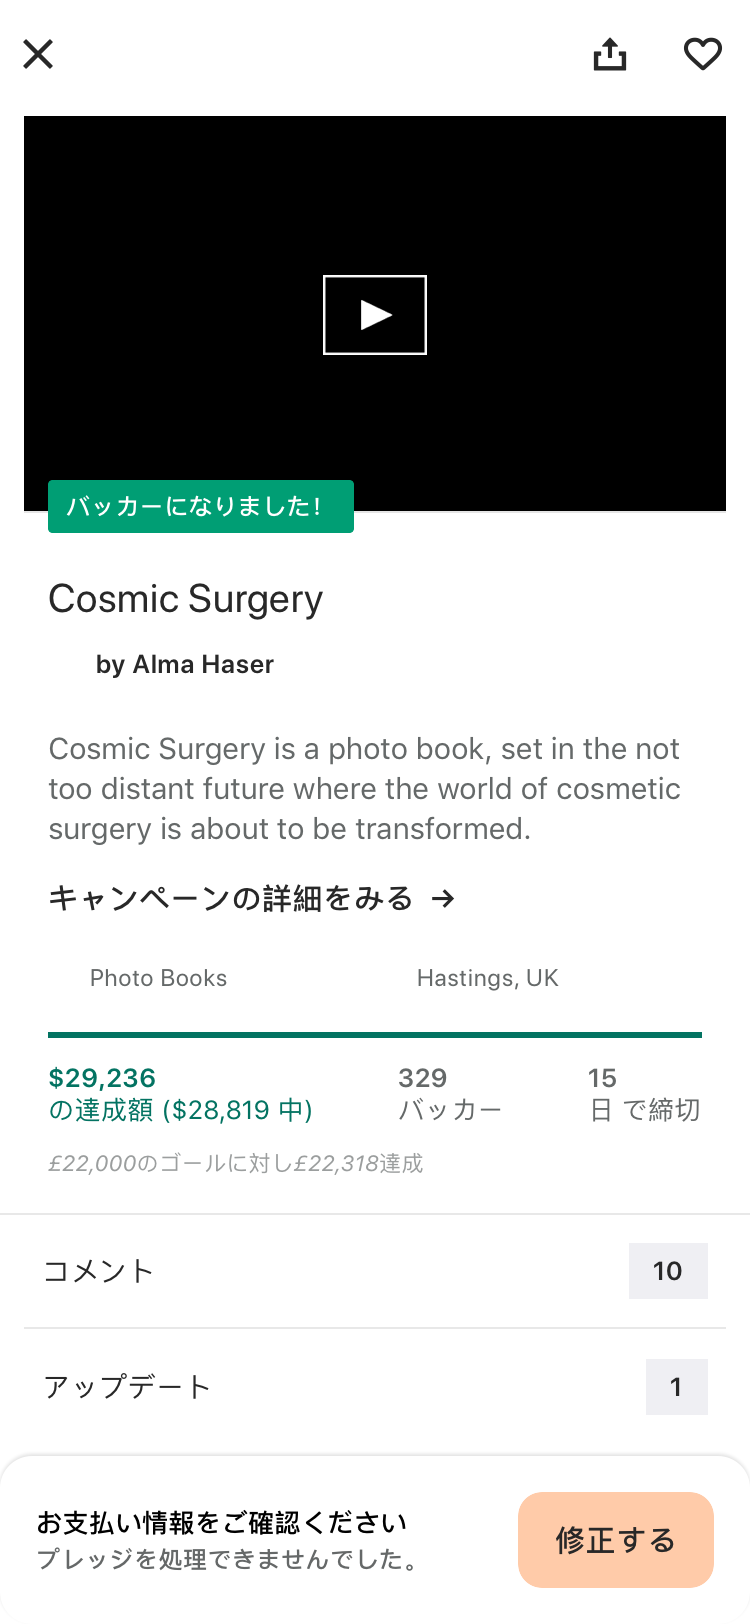 バッカーになりました！
Cosmic Surgery
by Alma Haser
Cosmic Surgery is a photo book, set in the not
too distant future where the world of cosmetic
surgery is about to be transformed.
キャンペーンの詳細をみる →
Photo Books
Hastings, UK
$29,236
の達成額 ($28,819 中)
329
バッカー
15
日 で締切
£22,000のゴールに対し£22,318達成
コメント
10
アップデート
1
お支払い情報をご確認ください
プレッジを処理できませんでした。
修正する